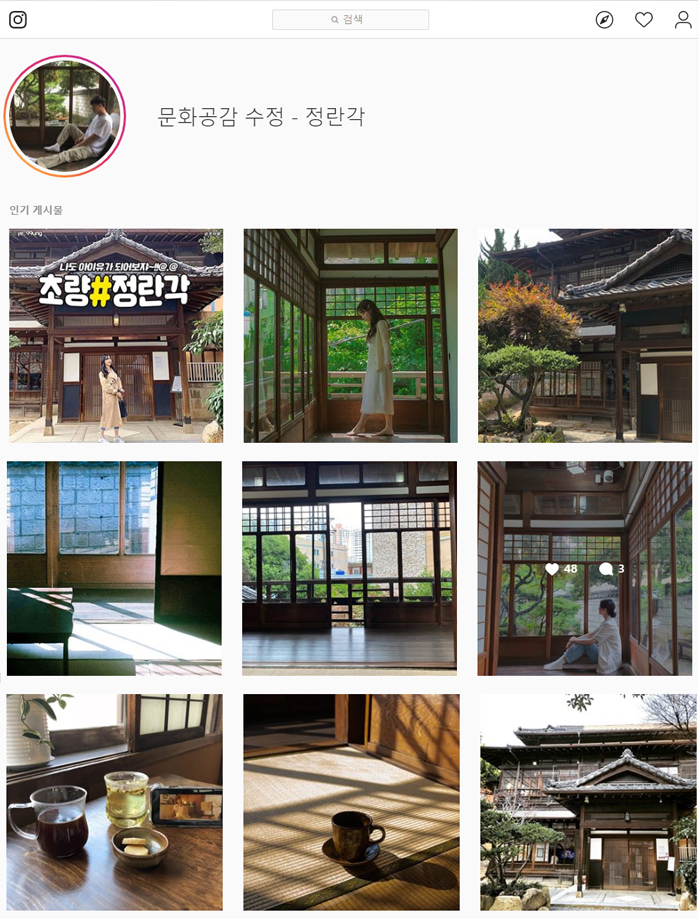 검색
문화공감 수정 - 정란각
인기 게시물
나도 아이유가 되어보자~!!@.@
초량#정란각
48 3